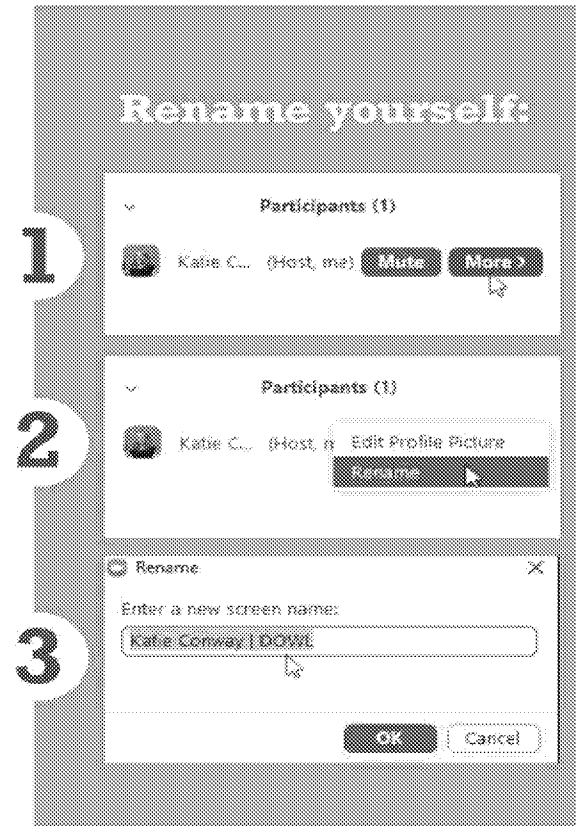 Rename yourself:
1
Participants (1)
Katie C... (Host, me) Mute More >
2
Participants (1)
Katie C... (Host, m Edit Profile Picture
Rename
3
Rename
Enter a new screen name:
Katie Conway | DOWL
OK Cancel